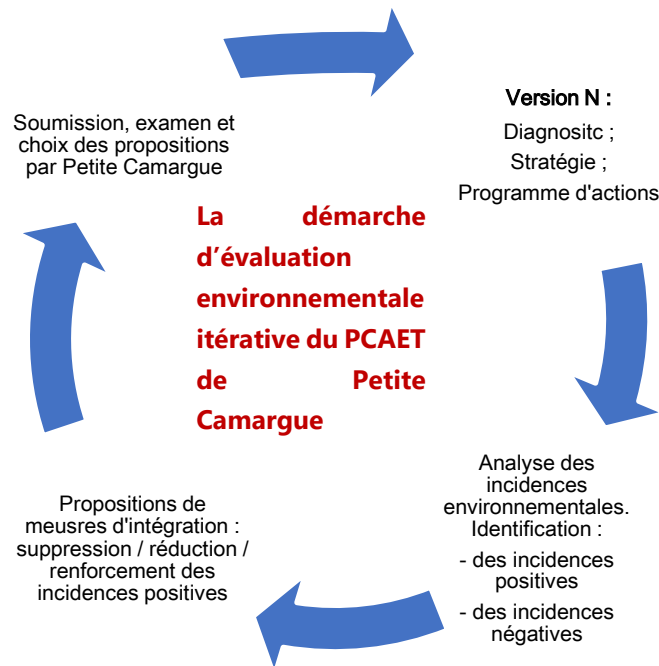 Soumission, examen et
choix des propositions
par Petite Camargue
Version N :
Diagnositc ;
Stratégie ;
Programme d'actions
La démarche
d’évaluation
environnementale
itérative du PCAET
de Petite
Camargue
Analyse des
incidences
environnementales.
Identification :
- des incidences
positives
- des incidences
négatives
Propositions de
meusres d'intégration :
suppression / réduction /
renforcement des
incidences positives